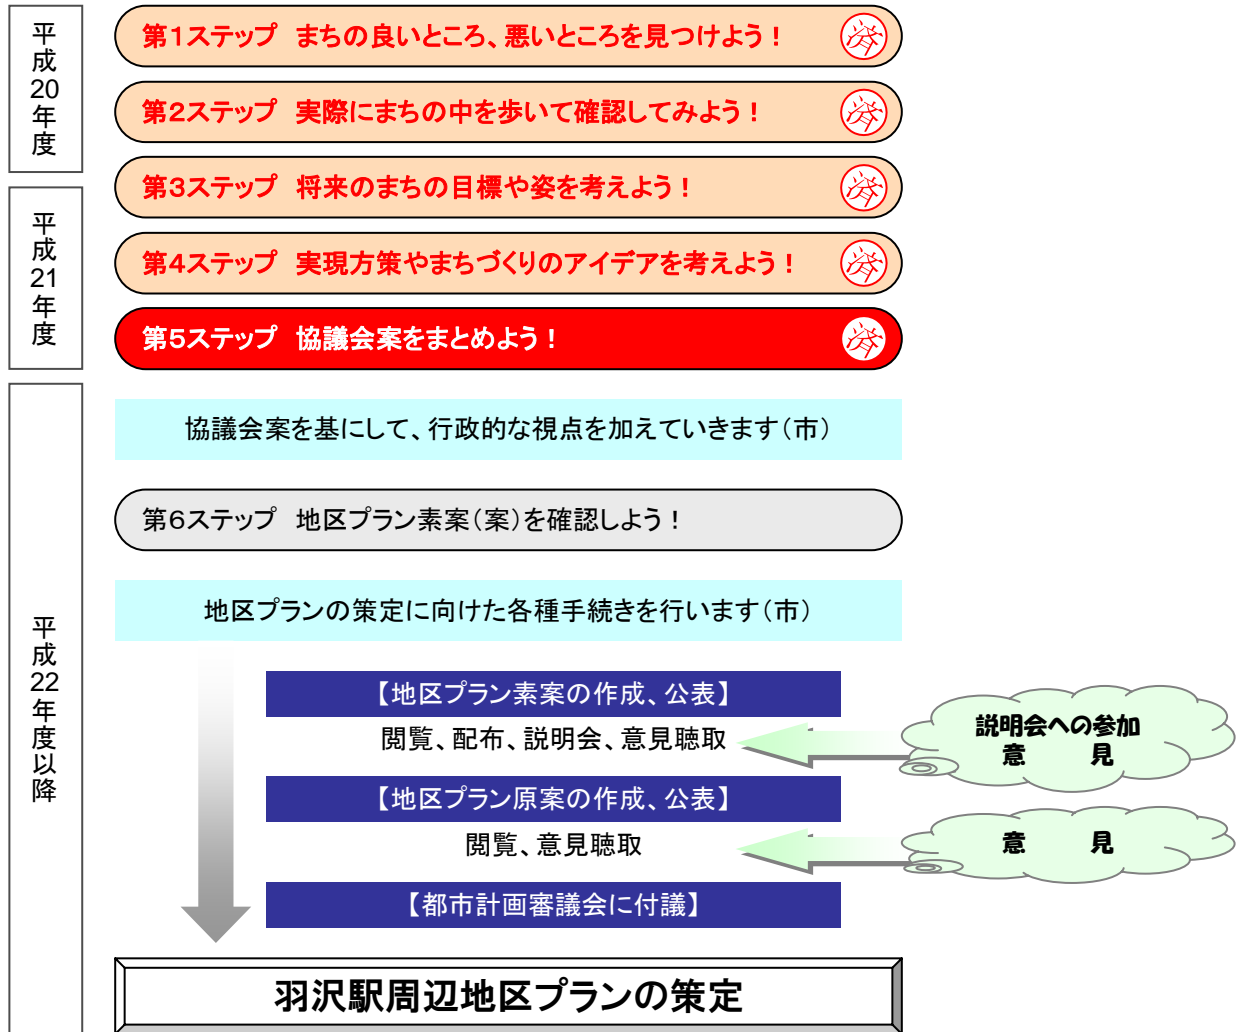 平成20年度
第1ステップ まちの良いところ、悪いところを見つけよう！ 済
第2ステップ 実際にまちの中を歩いて確認してみよう！ 済
平成21年度
第3ステップ 将来のまちの目標や姿を考えよう！ 済
第4ステップ 実現方策やまちづくりのアイデアを考えよう！ 済
第5ステップ 協議会案をまとめよう！ 済
平成22年度以降
協議会案を基にして、行政的な視点を加えていきます（市）
第6ステップ 地区プラン素案（案）を確認しよう！
地区プランの策定に向けた各種手続きを行います（市）
【地区プラン素案の作成、公表】
閲覧、配布、説明会、意見聴取
説明会への参加
意 見
【地区プラン原案の作成、公表】
閲覧、意見聴取
意 見
【都市計画審議会に付議】
羽沢駅周辺地区プランの策定